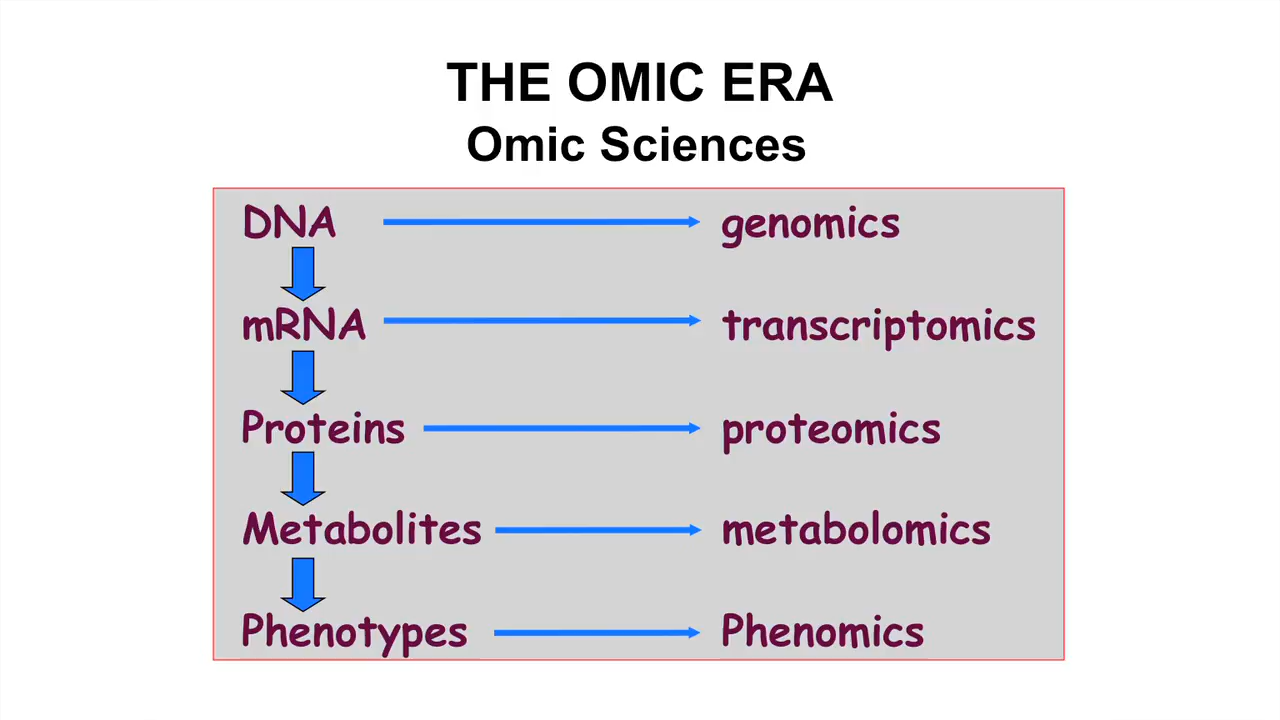 THE OMIC ERA
Omic Sciences
DNA genomics
mRNA transcriptomics
Proteins proteomics
Metabolites metabolomics
Phenotypes Phenomics